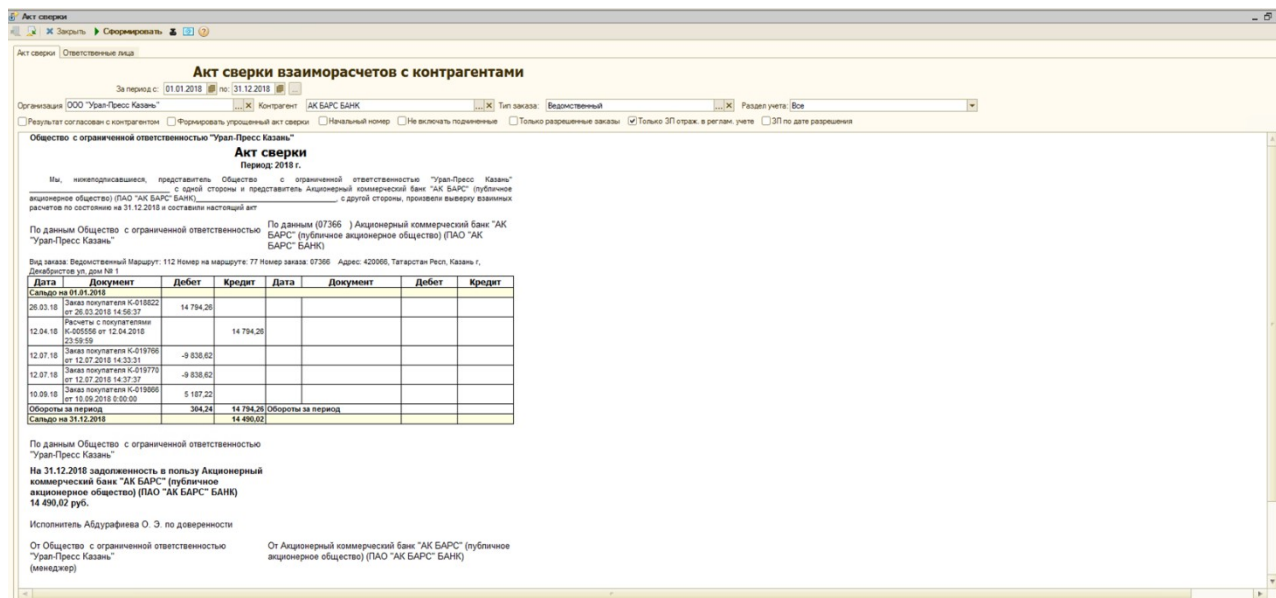 Акт сверки
Закрыть Сформировать
Акт сверки Ответственные лица
Акт сверки взаиморасчетов с контрагентами
За период с: 01.01.2018 по: 31.12.2018 ...
Организация ООО "Урал-Пресс Казань" ... X Контрагент АК БАРС БАНК ... X Тип заказа: Ведомственный ... X Раздел учета: Все
Результат согласован с контрагентом Формировать упрощенный акт сверки Начальный номер Не включать подчиненные Только разрешенные заказы Только ЗП отраж. в реглам. учете ЗП по дате разрешения
Общество с ограниченной ответственностью "Урал-Пресс Казань"
Акт сверки
Период: 2018 г.
Мы, нижеподписавшиеся, представитель Общество с ограниченной ответственностью "Урал-Пресс Казань"
с одной стороны и представитель Акционерный коммерческий банк "АК БАРС" (публичное
акционерное общество) (ПАО "АК БАРС" БАНК), с другой стороны, произвели выверку взаимных
расчетов по состоянию на 31.12.2018 и составили настоящий акт
По данным Общество с ограниченной ответственностью
"Урал-Пресс Казань"
По данным (07366 ) Акционерный коммерческий банк "АК
БАРС" (публичное акционерное общество) (ПАО "АК
БАРС" БАНК)
Вид заказа: Ведомственный Маршрут: 112 Номер на маршруте: 77 Номер заказа: 07366 Адрес: 420066, Татарстан Респ, Казань г,
Декабристов ул, дом № 1
Дата Документ Дебет Кредит Дата Документ Дебет Кредит
Сальдо на 01.01.2018
26.03.18 Заказ покупателя К-018822 от 26.03.2018 14:56:37 14 794,26
12.04.18 Расчеты с покупателями К-005556 от 12.04.2018 23:59:59 14 794,26
12.07.18 Заказ покупателя К-019766 от 12.07.2018 14:33:31 -9 838,62
12.07.18 Заказ покупателя К-019770 от 12.07.2018 14:37:37 -9 838,62
10.09.18 Заказ покупателя К-019866 от 10.09.2018 0:00:00 5 187,22
Обороты за период 304,24 14 794,26 Обороты за период
Сальдо на 31.12.2018 14 490,02
По данным Общество с ограниченной ответственностью
"Урал-Пресс Казань"
На 31.12.2018 задолженность в пользу Акционерный
коммерческий банк "АК БАРС" (публичное
акционерное общество) (ПАО "АК БАРС" БАНК)
14 490,02 руб.
Исполнитель Абдурафиева О. Э. по доверенности
От Общество с ограниченной ответственностью
"Урал-Пресс Казань"
(менеджер)
От Акционерный коммерческий банк "АК БАРС" (публичное
акционерное общество) (ПАО "АК БАРС" БАНК)